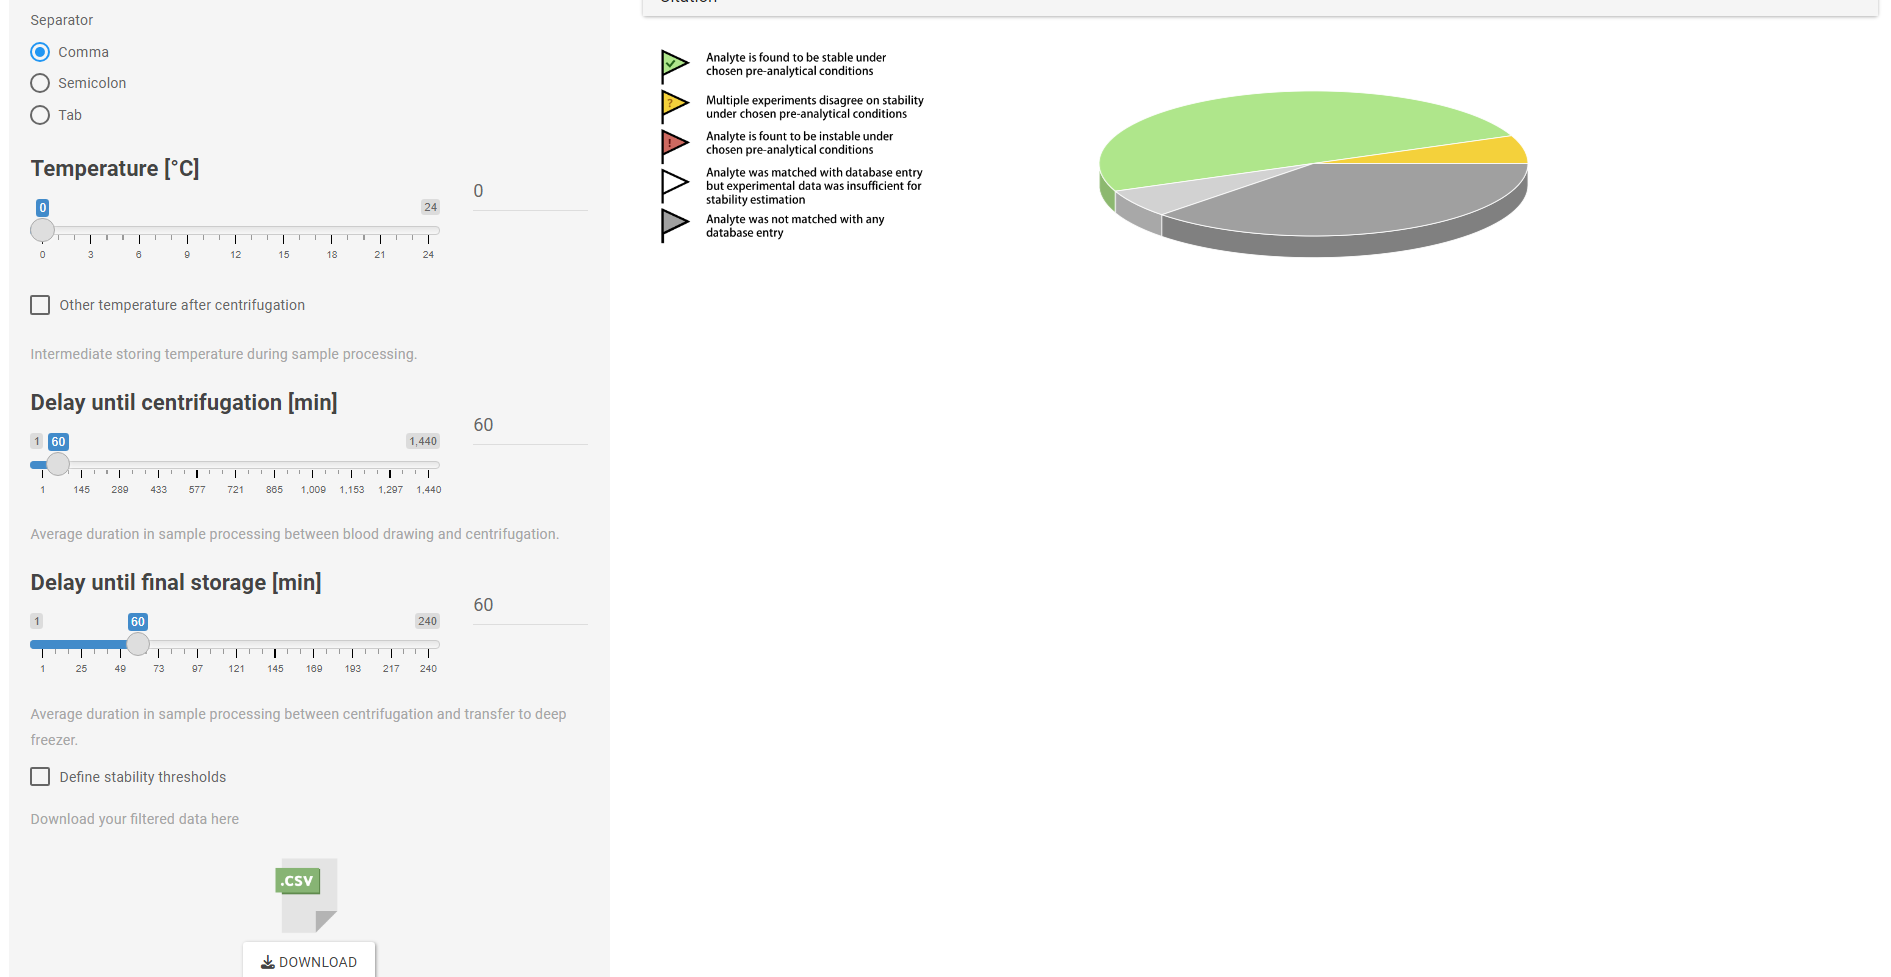 Separator
Comma
Semicolon
Tab
Temperature [°C]
0
0
24
0 3 6 9 12 15 18 21 24
Other temperature after centrifugation
Intermediate storing temperature during sample processing.
Delay until centrifugation [min]
60
1
60
1,440
1 145 289 433 577 721 865 1,009 1,153 1,297 1,440
Average duration in sample processing between blood drawing and centrifugation.
Delay until final storage [min]
60
1
60
240
1 25 49 73 97 121 145 169 193 217 240
Average duration in sample processing between centrifugation and transfer to deep
freezer.
Define stability thresholds
Download your filtered data here
.CSV
DOWNLOAD
Citation
Analyte is found to be stable under
chosen pre-analytical conditions
?
Multiple experiments disagree on stability
under chosen pre-analytical conditions
!
Analyte is fount to be instable under
chosen pre-analytical conditions
Analyte was matched with database entry
but experimental data was insufficient for
stability estimation
Analyte was not matched with any
database entry